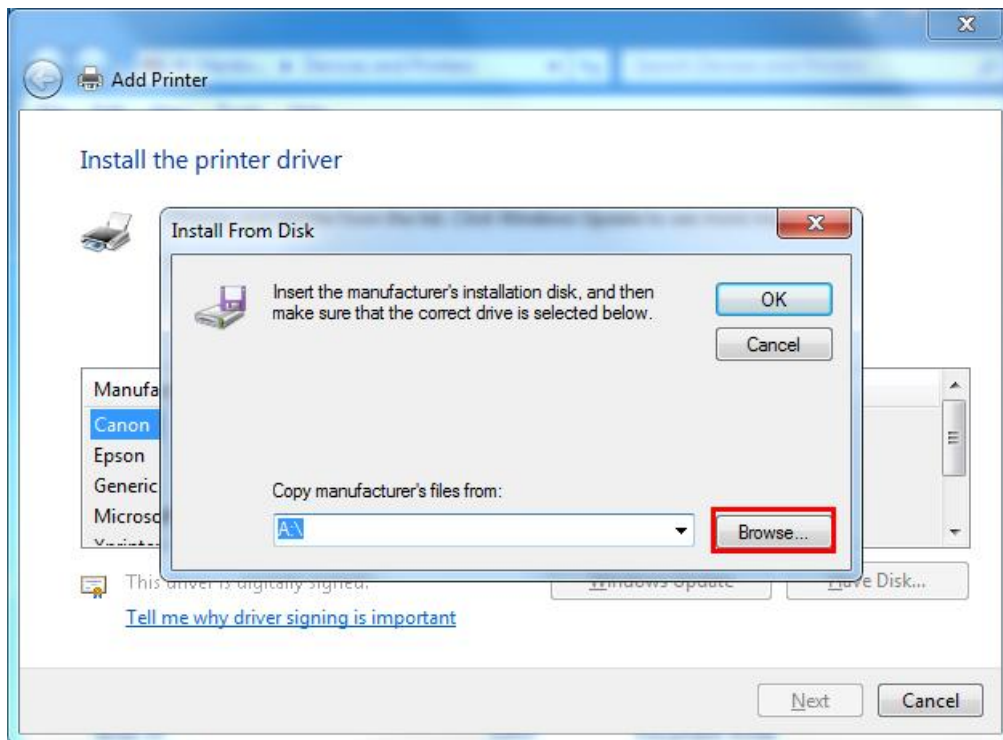 Add Printer
Install the printer driver
Install From Disk
Insert the manufacturer's installation disk, and then
make sure that the correct drive is selected below.
OK
Cancel
Manufa
Canon
Epson
Generic
Microso
Copy manufacturer's files from:
A:\
Browse...
This driver is digitally signed.
Windows Update
Have Disk...
Tell me why driver signing is important
Next
Cancel